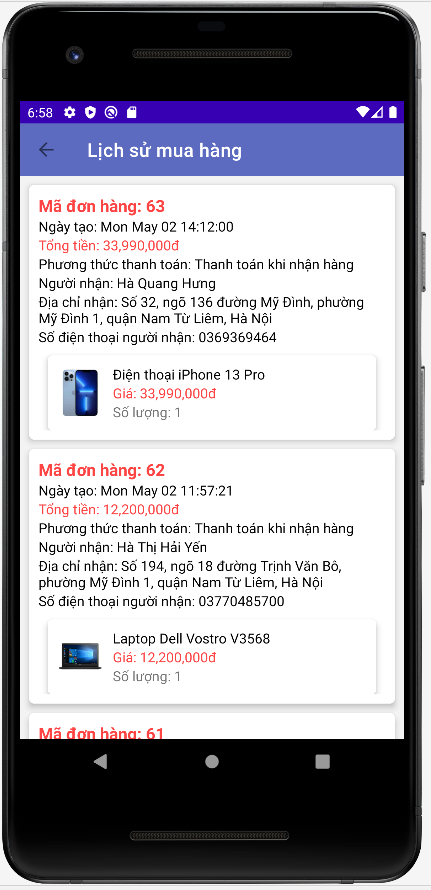 6:58
Lịch sử mua hàng
Mã đơn hàng: 63
Ngày tạo: Mon May 02 14:12:00
Tổng tiền: 33,990,000đ
Phương thức thanh toán: Thanh toán khi nhận hàng
Người nhận: Hà Quang Hưng
Địa chỉ nhận: Số 32, ngõ 136 đường Mỹ Đình, phường
Mỹ Đình 1, quận Nam Từ Liêm, Hà Nội
Số điện thoại người nhận: 0369369464
Điện thoại iPhone 13 Pro
Giá: 33,990,000đ
Số lượng: 1
Mã đơn hàng: 62
Ngày tạo: Mon May 02 11:57:21
Tổng tiền: 12,200,000đ
Phương thức thanh toán: Thanh toán khi nhận hàng
Người nhận: Hà Thị Hải Yến
Địa chỉ nhận: Số 194, ngõ 18 đường Trịnh Văn Bô,
phường Mỹ Đình 1, quận Nam Từ Liêm, Hà Nội
Số điện thoại người nhận: 03770485700
Laptop Dell Vostro V3568
Giá: 12,200,000đ
Số lượng: 1
Mã đơn hàng: 61